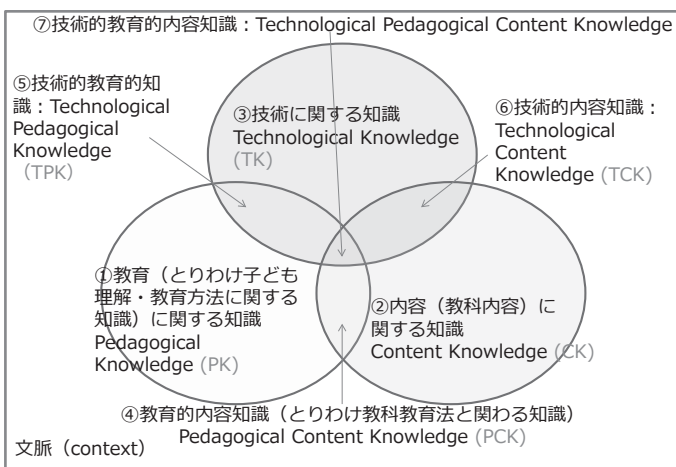 ⑦技術的教育的内容知識：Technological Pedagogical Content Knowledge
⑤技術的教育的知
識：Technological
Pedagogical
Knowledge
（TPK）
③技術に関する知識
Technological Knowledge
(TK)
⑥技術的内容知識：
Technological
Content
Knowledge (TCK)
①教育（とりわけ子ども
理解・教育方法に関する
知識）に関する知識
Pedagogical
Knowledge (PK)
②内容（教科内容）に
関する知識
Content Knowledge (CK)
④教育的内容知識（とりわけ教科教育法と関わる知識）
Pedagogical Content Knowledge (PCK)
文脈（context）